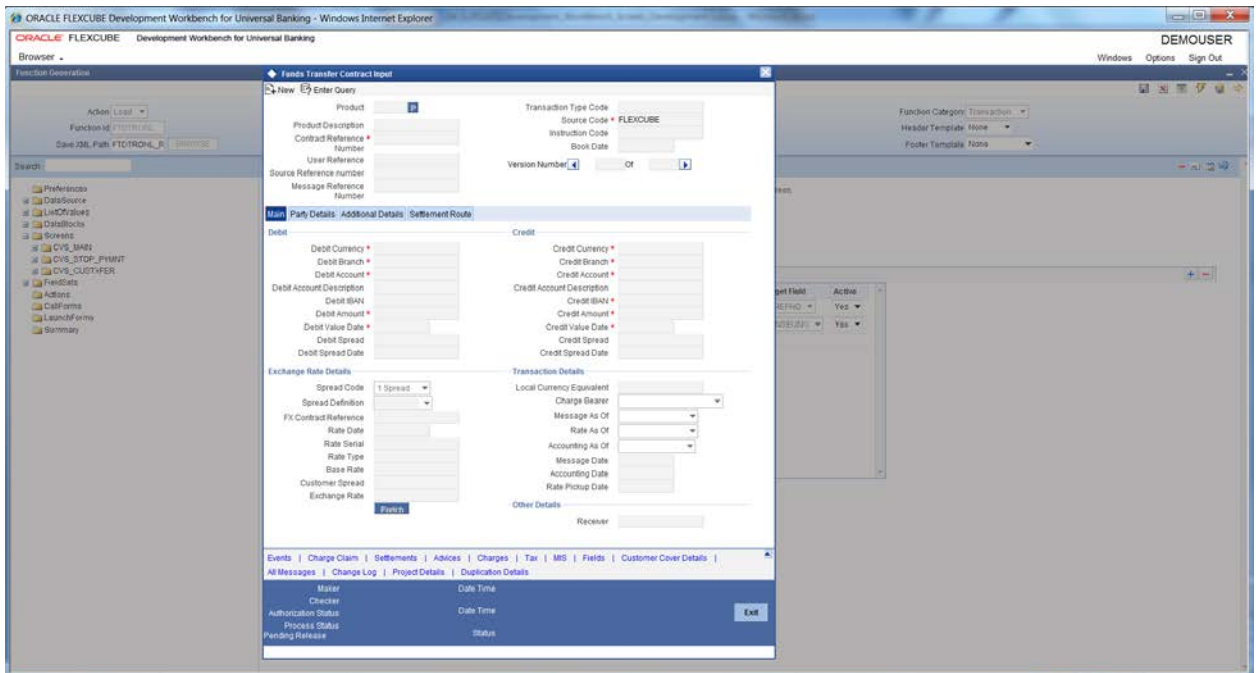 ORACLE FLEXCUBE Development Workbench for Universal Banking - Windows Internet Explorer
ORACLE FLEXCUBE Development Workbench for Universal Banking
DEMOUSER
Browser
Windows Options Sign Out
Function Generation
Funds Transfer Contract Input
New Enter Query
Action Load
Function Id
Save XML Path FTDTRONL_R
Function Category Transaction
Header Template None
Footer Template None
Product P
Product Description
Contract Reference *
Number
User Reference
Source Reference number
Message Reference
Number
Transaction Type Code
Source Code * FLEXCUBE
Instruction Code
Book Date
Version Number Of
Search
Preferences
DataSource
ListOfValues
DataBlocks
Screens
CVS_MAIN
CVS_STOP_PYMNT
CVS_CUSTXFER
FieldSets
Actions
CallForms
LaunchForms
Summary
Main Party Details Additional Details Settlement Route
Debit
Debit Currency *
Debit Branch *
Debit Account *
Debit Account Description
Debit IBAN
Debit Amount *
Debit Value Date *
Debit Spread
Debit Spread Date
Credit
Credit Currency *
Credit Branch *
Credit Account *
Credit Account Description
Credit IBAN *
Credit Amount *
Credit Value Date *
Credit Spread
Credit Spread Date
get Field Active
Yes
Yes
Exchange Rate Details
Spread Code 1 Spread
Spread Definition
FX Contract Reference
Rate Date
Rate Serial
Rate Type
Base Rate
Customer Spread
Exchange Rate
Transaction Details
Local Currency Equivalent
Charge Bearer
Message As Of
Rate As Of
Accounting As Of
Message Date
Accounting Date
Rate Pickup Date
Other Details
Receiver
Events | Charge Claim | Settlements | Advices | Charges | Tax | MIS | Fields | Customer Cover Details |
All Messages | Change Log | Project Details | Duplication Details
Maker Date Time
Checker
Authorization Status Date Time
Process Status
Pending Release Status
Exit